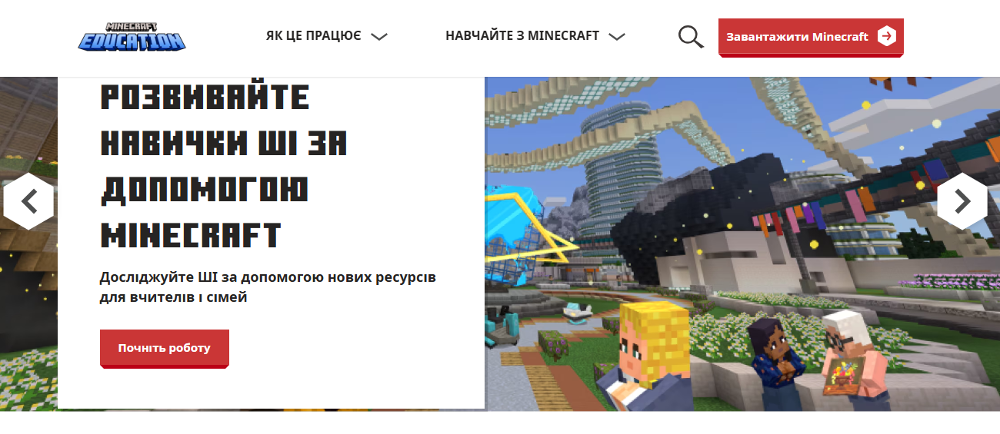 MINECRAFT
EDUCATION
ЯК ЦЕ ПРАЦЮЄ
НАВЧАЙТЕ З MINECRAFT
Завантажити Minecraft
РОЗВИВАЙТЕ
НАВИЧКИ ШІ ЗА
ДОПОМОГОЮ
MINECRAFT
Досліджуйте ШІ за допомогою нових ресурсів
для вчителів і сімей
Почніть роботу